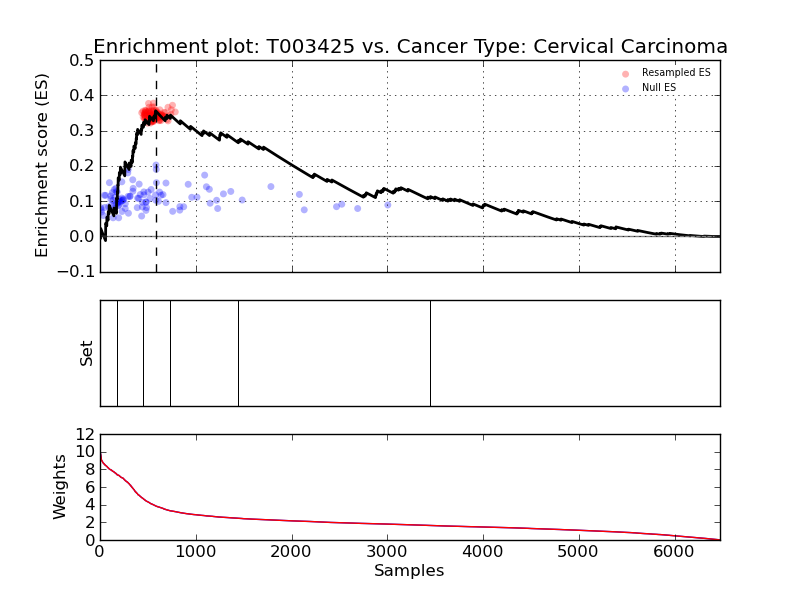 Enrichment plot: T003425 vs. Cancer Type: Cervical Carcinoma
Enrichment score (ES)
0.5
0.4
0.3
0.2
0.1
0.0
−0.1
Resampled ES
Null ES
Set
Weights
12
10
8
6
4
2
0
0 1000 2000 3000 4000 5000 6000
Samples